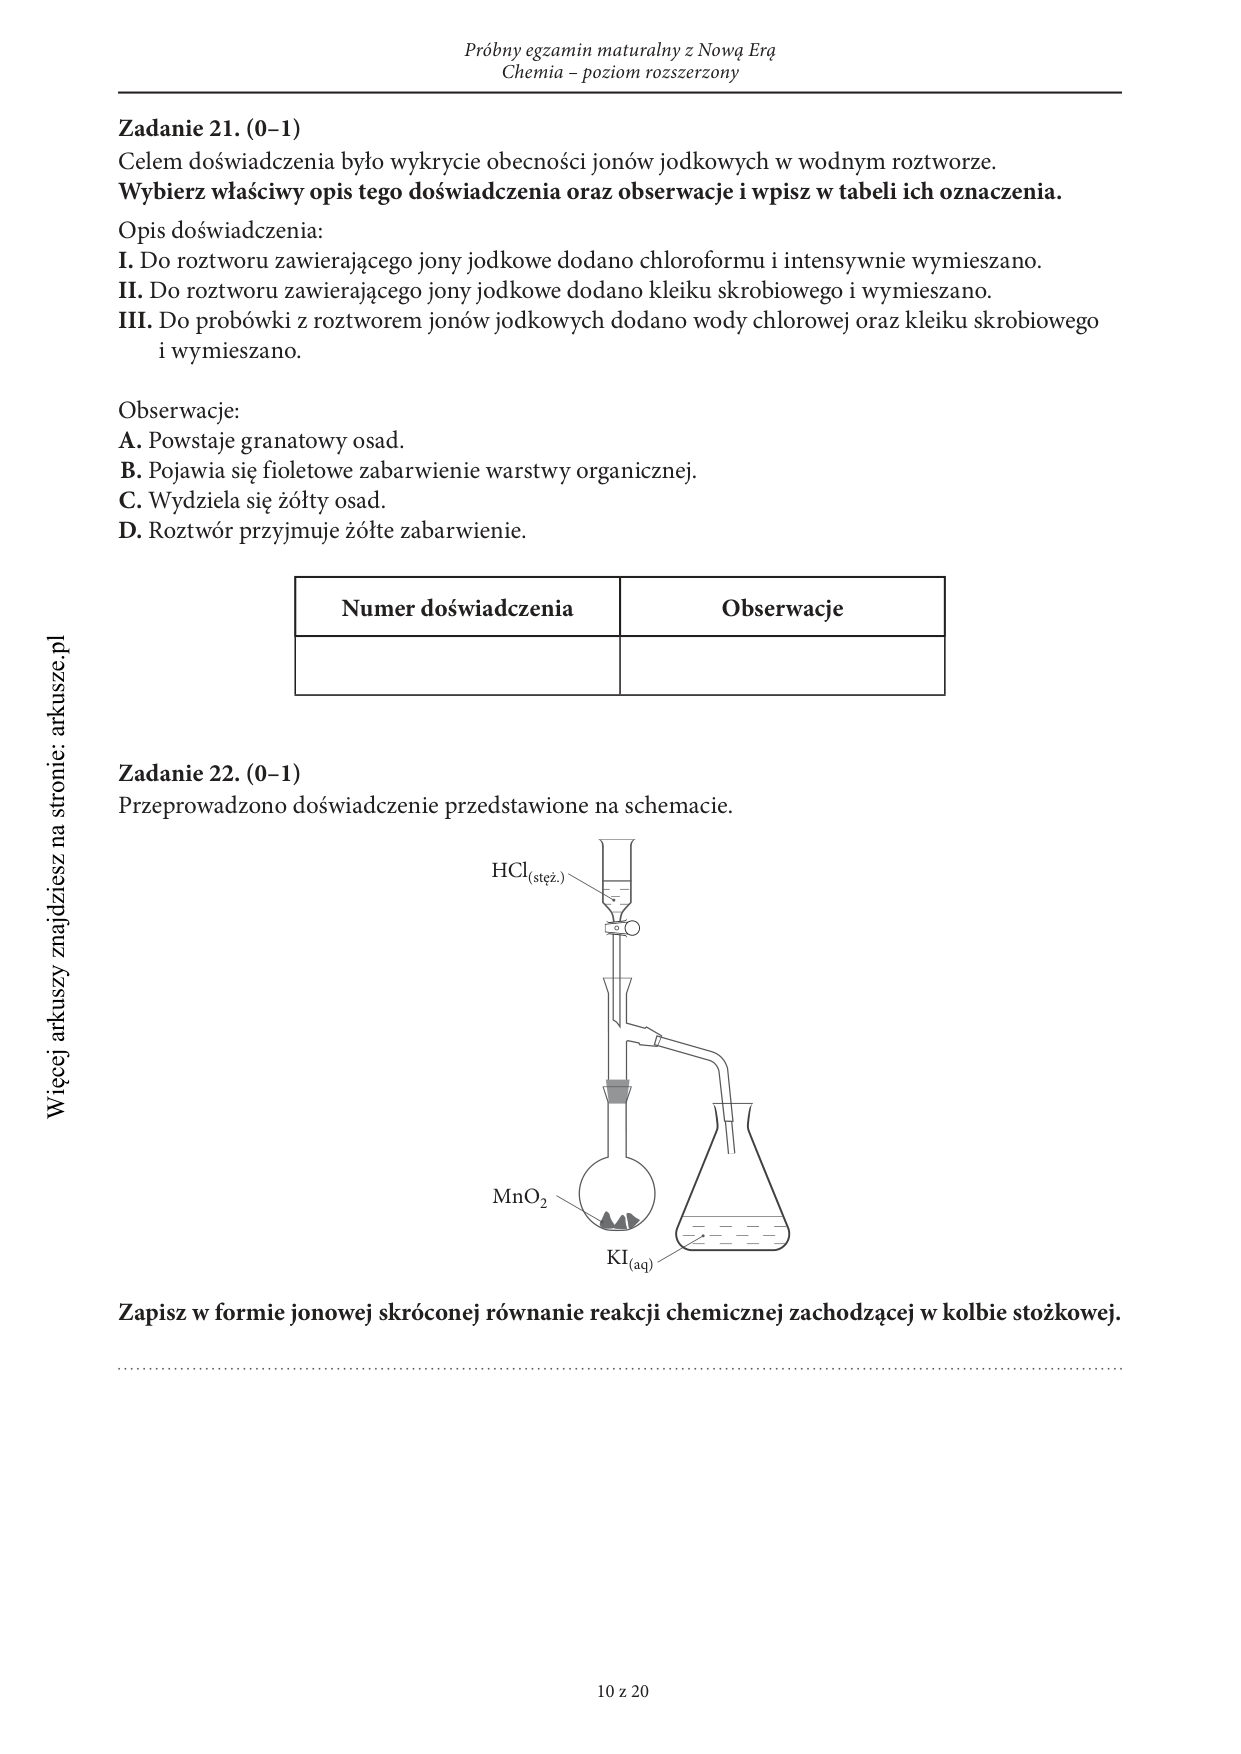 Próbny egzamin maturalny z Nową Erą
Chemia – poziom rozszerzony
Zadanie 21. (0–1)
Celem doświadczenia było wykrycie obecności jonów jodkowych w wodnym roztworze.
Wybierz właściwy opis tego doświadczenia oraz obserwacje i wpisz w tabeli ich oznaczenia.
Opis doświadczenia:
I. Do roztworu zawierającego jony jodkowe dodano chloroformu i intensywnie wymieszano.
II. Do roztworu zawierającego jony jodkowe dodano kleiku skrobiowego i wymieszano.
III. Do probówki z roztworem jonów jodkowych dodano wody chlorowej oraz kleiku skrobiowego
i wymieszano.
Obserwacje:
A. Powstaje granatowy osad.
B. Pojawia się fioletowe zabarwienie warstwy organicznej.
C. Wydziela się żółty osad.
D. Roztwór przyjmuje żółte zabarwienie.
Numer doświadczenia Obserwacje
Więcej arkuszy znajdziesz na stronie: arkusze.pl
Zadanie 22. (0–1)
Przeprowadzono doświadczenie przedstawione na schemacie.
HCl(stęż.)
MnO2
KI(aq)
Zapisz w formie jonowej skróconej równanie reakcji chemicznej zachodzącej w kolbie stożkowej.
10 z 20